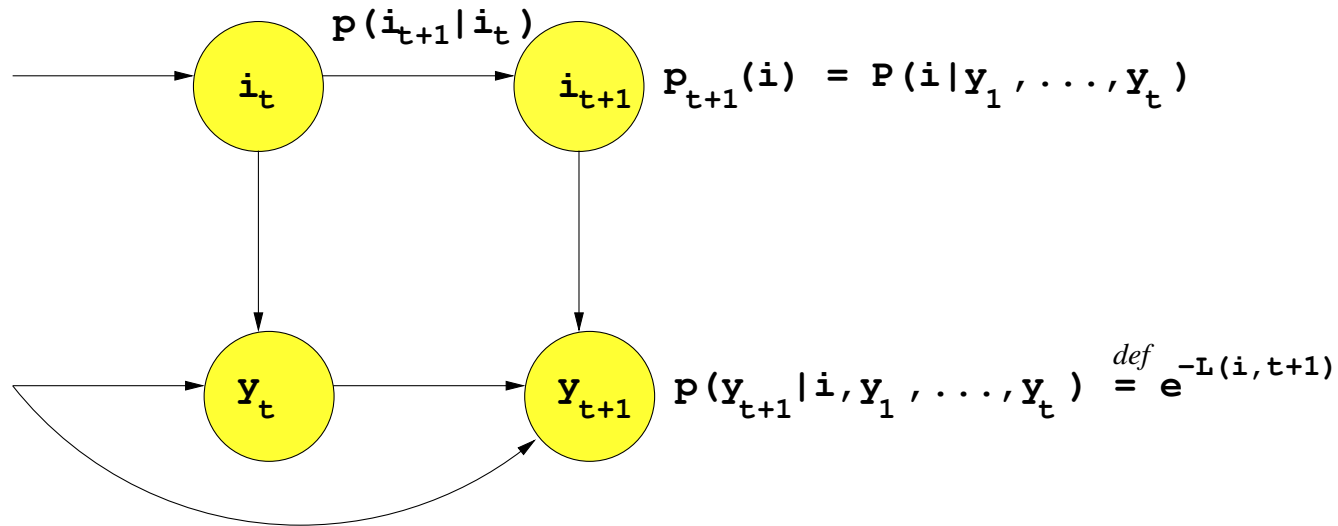 p(i_{t+1}|i_t)
i_t
i_{t+1}
p_{t+1}(i) = P(i|y_1,...,y_t)
y_t
y_{t+1}
p(y_{t+1}|i,y_1,...,y_t) \stackrel{def}{=} e^{-L(i,t+1)}